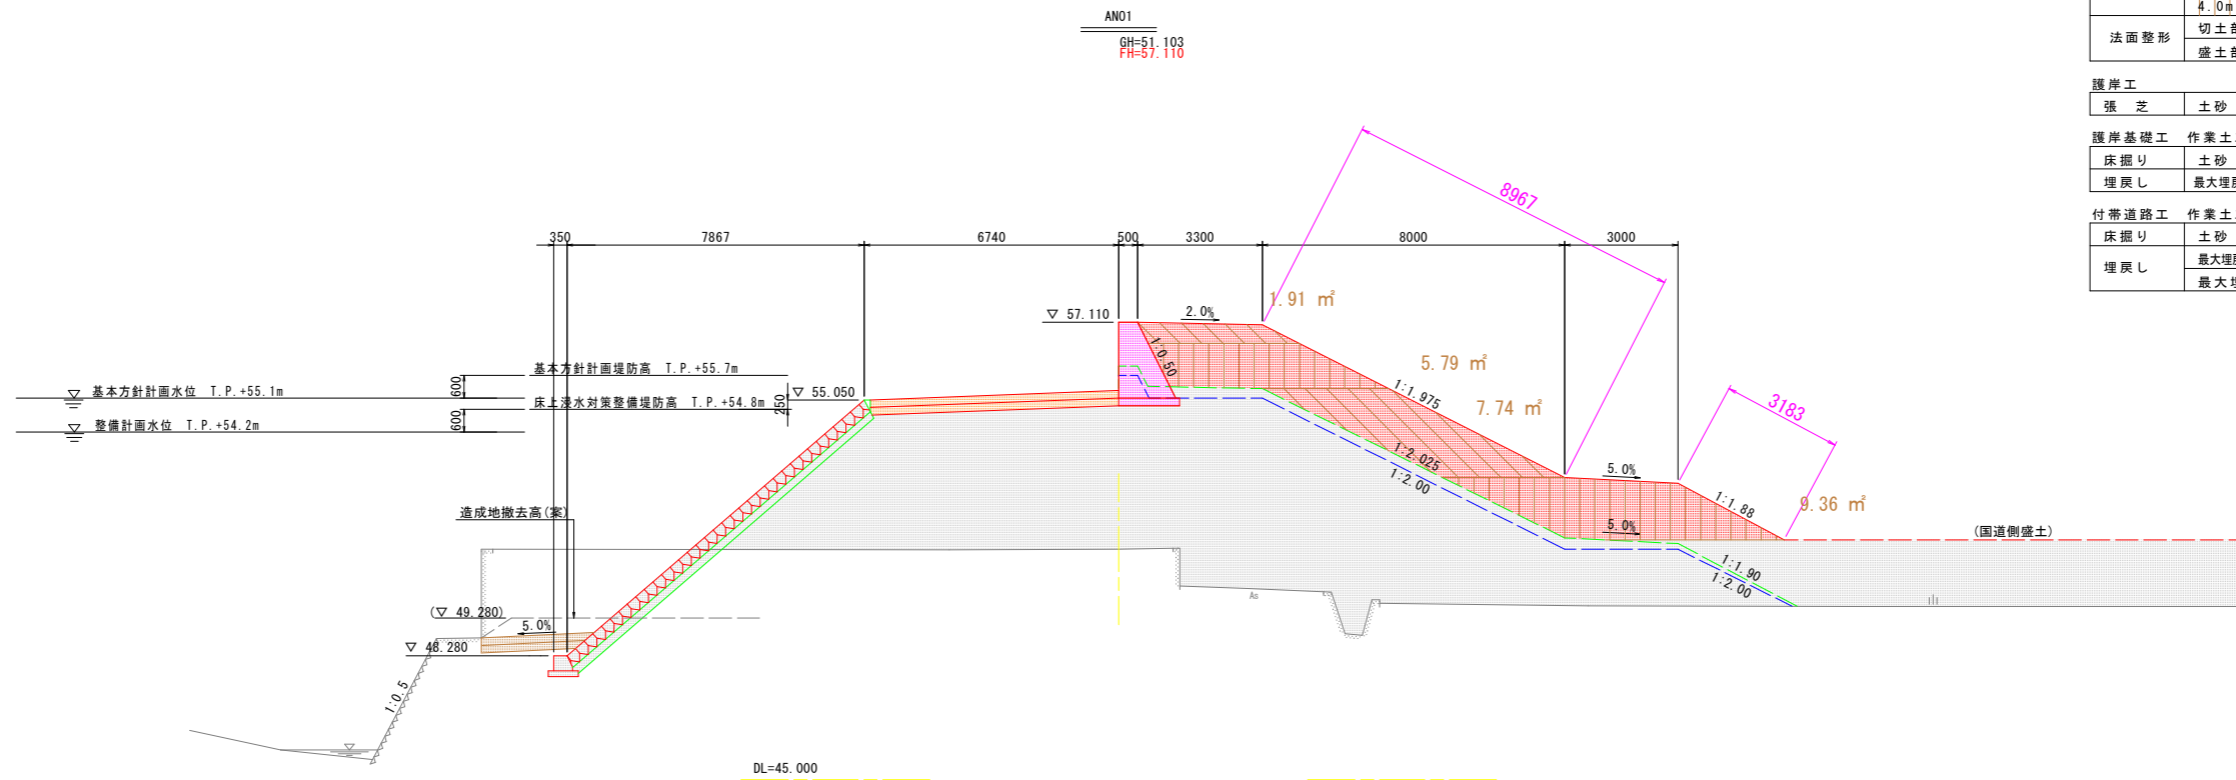 AN01
GH=51.103
FH=57.110
4.0m
法面整形
切土部
盛土部
護岸工
張 芝
土砂
護岸基礎工 作業土
床掘り
土砂
埋戻し
付帯道路工 作業土
床掘り
土砂
埋戻し
8967
350
7867
6740
500
3300
8000
3000
1.91 ㎡
▽ 57.110
2.0%
1:0.50
5.79 ㎡
基本方針計画堤防高 T.P.+55.7m
1:1.975
基本方針計画水位 T.P.+55.1m
600
床上浸水対策整備堤防高 T.P.+54.8m
250
▽ 55.050
7.74 ㎡
3183
整備計画水位 T.P.+54.2m
600
1:2.025
1:2.00
5.0%
1:1.88
9.36 ㎡
造成地撤去高(案)
5.0%
(国道側盛土)
1:1.90
1:2.00
As
(▽ 49.280)
5.0%
▽ 48.280
1:0.5
DL=45.000